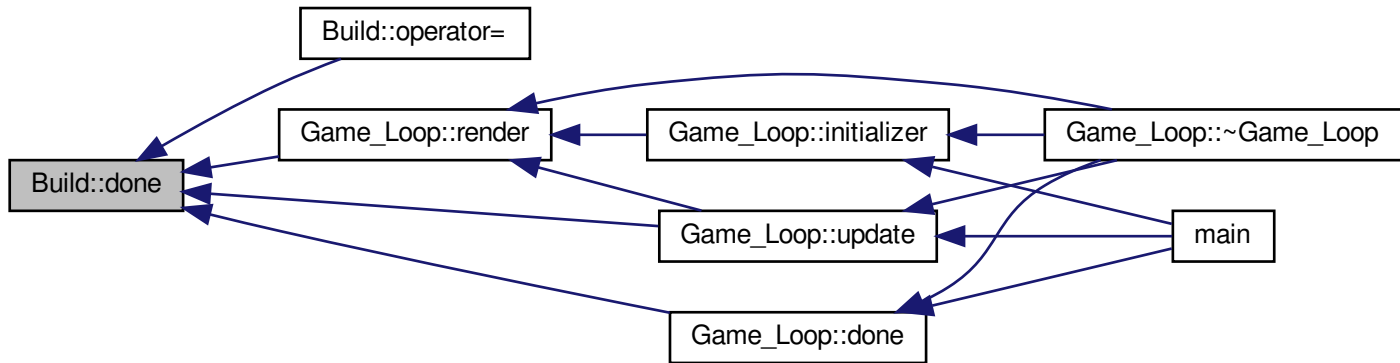 Build::operator=
Game_Loop::render
Game_Loop::initializer
Game_Loop::~Game_Loop
Build::done
Game_Loop::update
main
Game_Loop::done